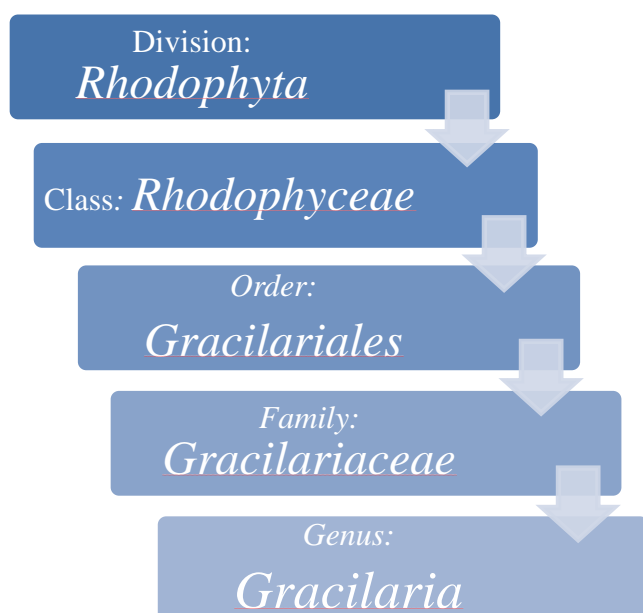 Division:
Rhodophyta
Class: Rhodophyceae
Order:
Gracilariales
Family:
Gracilariaceae
Genus:
Gracilaria